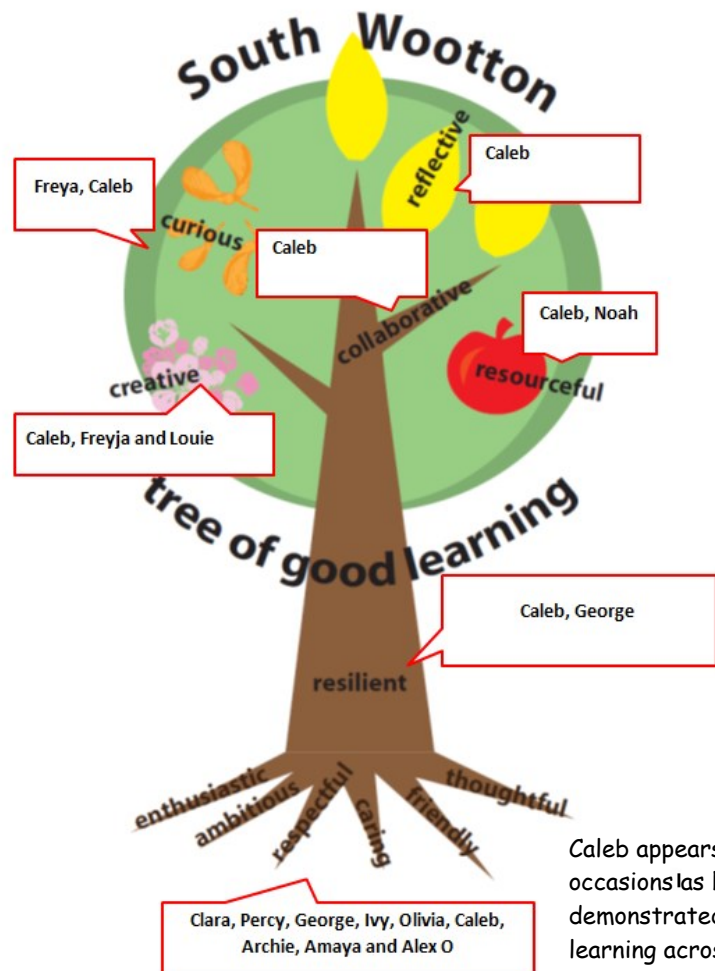 South Wootton
reflective
Caleb
Freya, Caleb
curious
Caleb
collaborative
Caleb, Noah
resourceful
creative
Caleb, Freyja and Louie
tree of good learning
Caleb, George
resilient
enthusiastic
ambitious
respectful
caring
friendly
thoughtful
Caleb appears
occasions as
demonstrated
learning
Clara, Percy, George, Ivy, Olivia, Caleb,
Archie, Amaya and Alex O